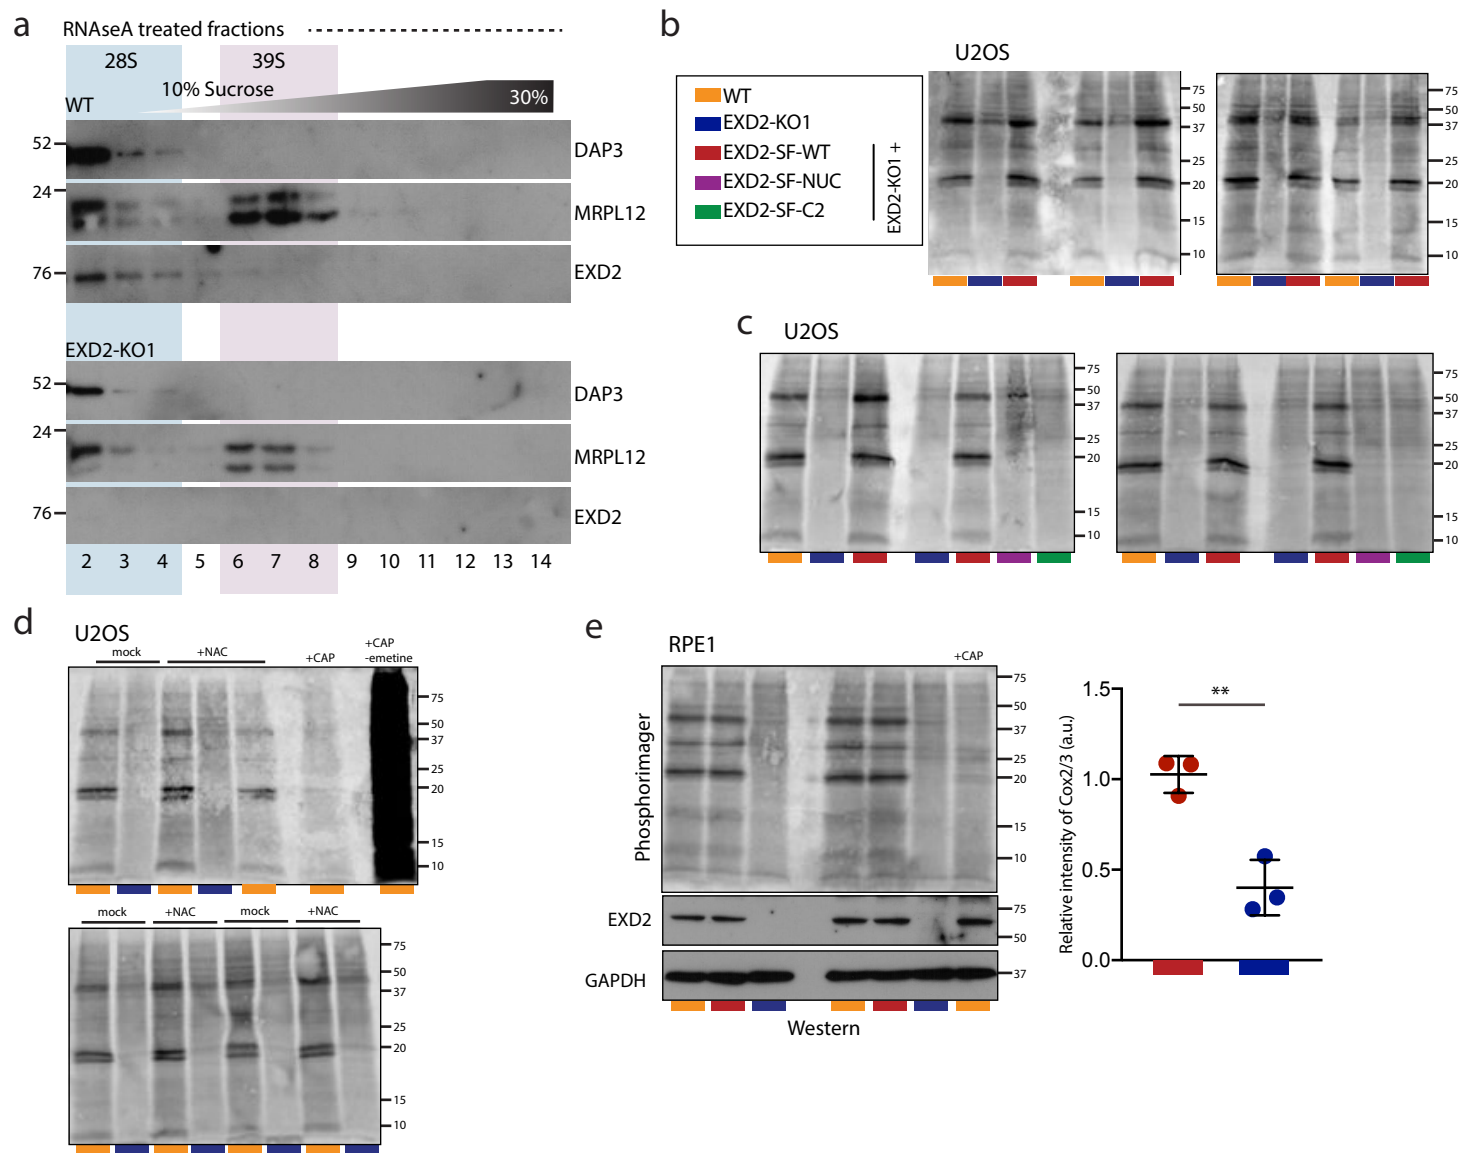 a
RNAseA treated fractions
28S
39S
10% Sucrose
30%
WT
52
DAP3
24
MRPL12
76
EXD2
EXD2-KO1
52
DAP3
24
MRPL12
76
EXD2
2 3 4 5 6 7 8 9 10 11 12 13 14
b
U2OS
WT
EXD2-KO1
EXD2-SF-WT
EXD2-SF-NUC
EXD2-SF-C2
EXD2-KO1 +
75
50
37
25
20
15
10
75
50
37
25
20
15
10
c
U2OS
75
50
37
25
20
15
10
75
50
37
25
20
15
10
d
U2OS
mock
+NAC
+CAP
+CAP
-emetine
75
50
37
25
20
15
10
mock
+NAC
mock
+NAC
75
50
37
25
20
15
10
e
RPE1
+CAP
Phosphorimager
75
50
37
25
20
15
10
EXD2
75
50
GAPDH
37
Western
Relative intensity of Cox2/3 (a.u.)
1.5
1.0
0.5
0.0
**